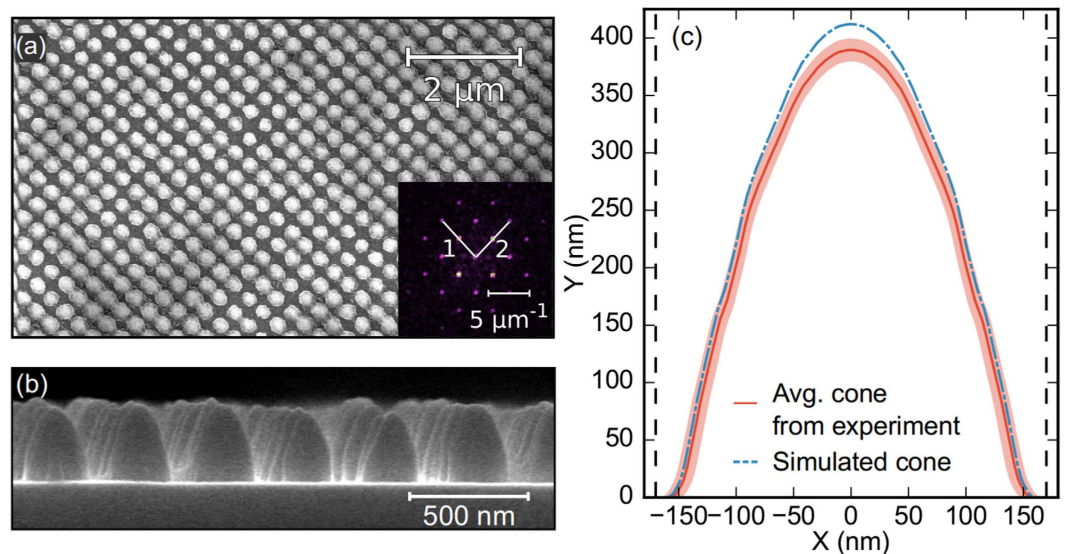 (a)
2 μm
1 2
5 μm⁻¹
(b)
500 nm
(c)
Y (nm)
400
350
300
250
200
150
100
50
0
Avg. cone
from experiment
Simulated cone
−150 −100 −50 0 50 100 150
X (nm)